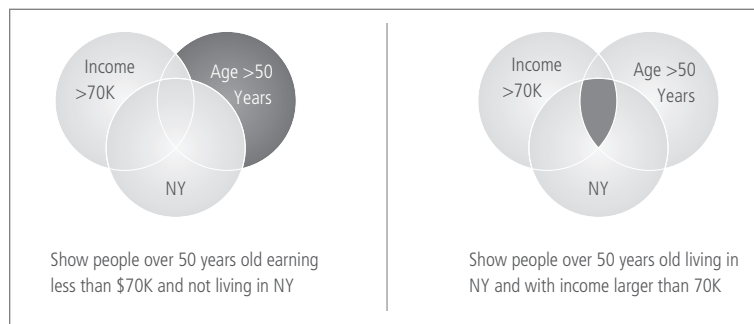 Income
>70K
Age >50
Years
NY
Show people over 50 years old earning
less than $70K and not living in NY
Income
>70K
Age >50
Years
NY
Show people over 50 years old living in
NY and with income larger than 70K